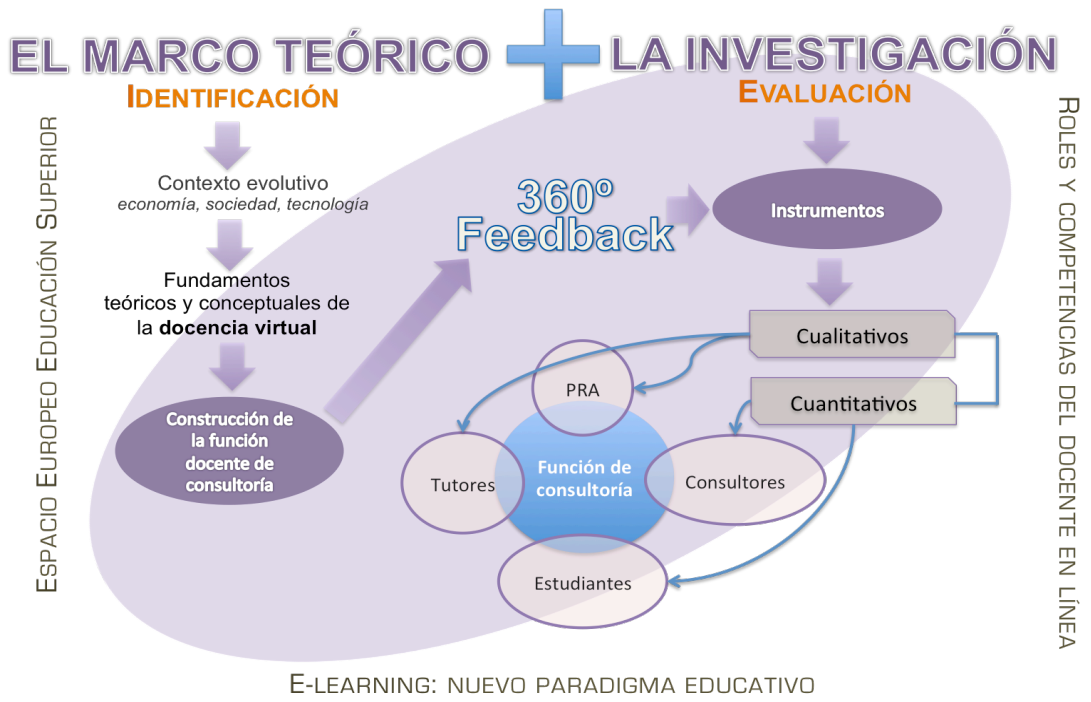 EL MARCO TEÓRICO
LA INVESTIGACIÓN
IDENTIFICACIÓN
EVALUACIÓN
ESPACIO EUROPEO EDUCACIÓN SUPERIOR
Contexto evolutivo
economía, sociedad, tecnología
Fundamentos
teóricos y conceptuales de
la docencia virtual
Construcción de
la función
docente de
consultoría
360º
Feedback
Instrumentos
Cualitativos
Cuantitativos
PRA
Tutores
Función de
consultoría
Consultores
Estudiantes
ROLES Y COMPETENCIAS DEL DOCENTE EN LÍNEA
E-LEARNING: NUEVO PARADIGMA EDUCATIVO